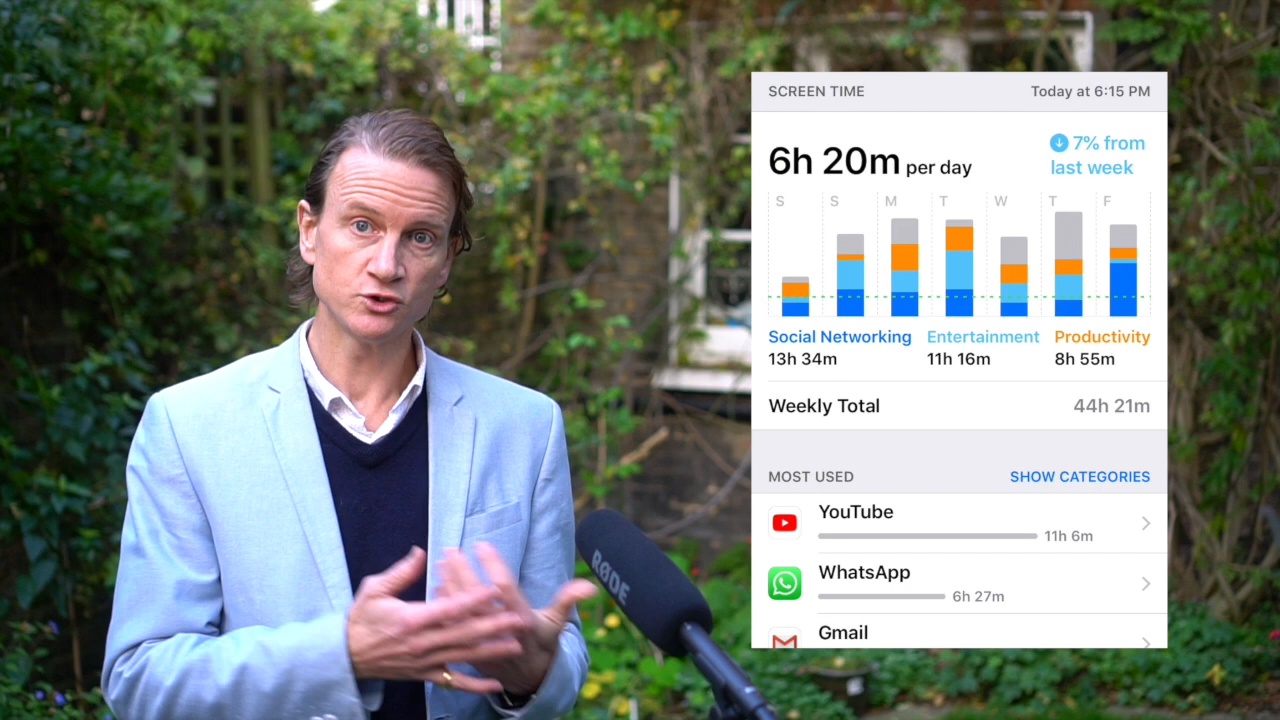 SCREEN TIME Today at 6:15 PM
6h 20m per day 7% from
last week
S S M T W T F
Social Networking Entertainment Productivity
13h 34m 11h 16m 8h 55m
Weekly Total 44h 21m
MOST USED SHOW CATEGORIES
YouTube
11h 6m
WhatsApp
6h 27m
Gmail
RØDE